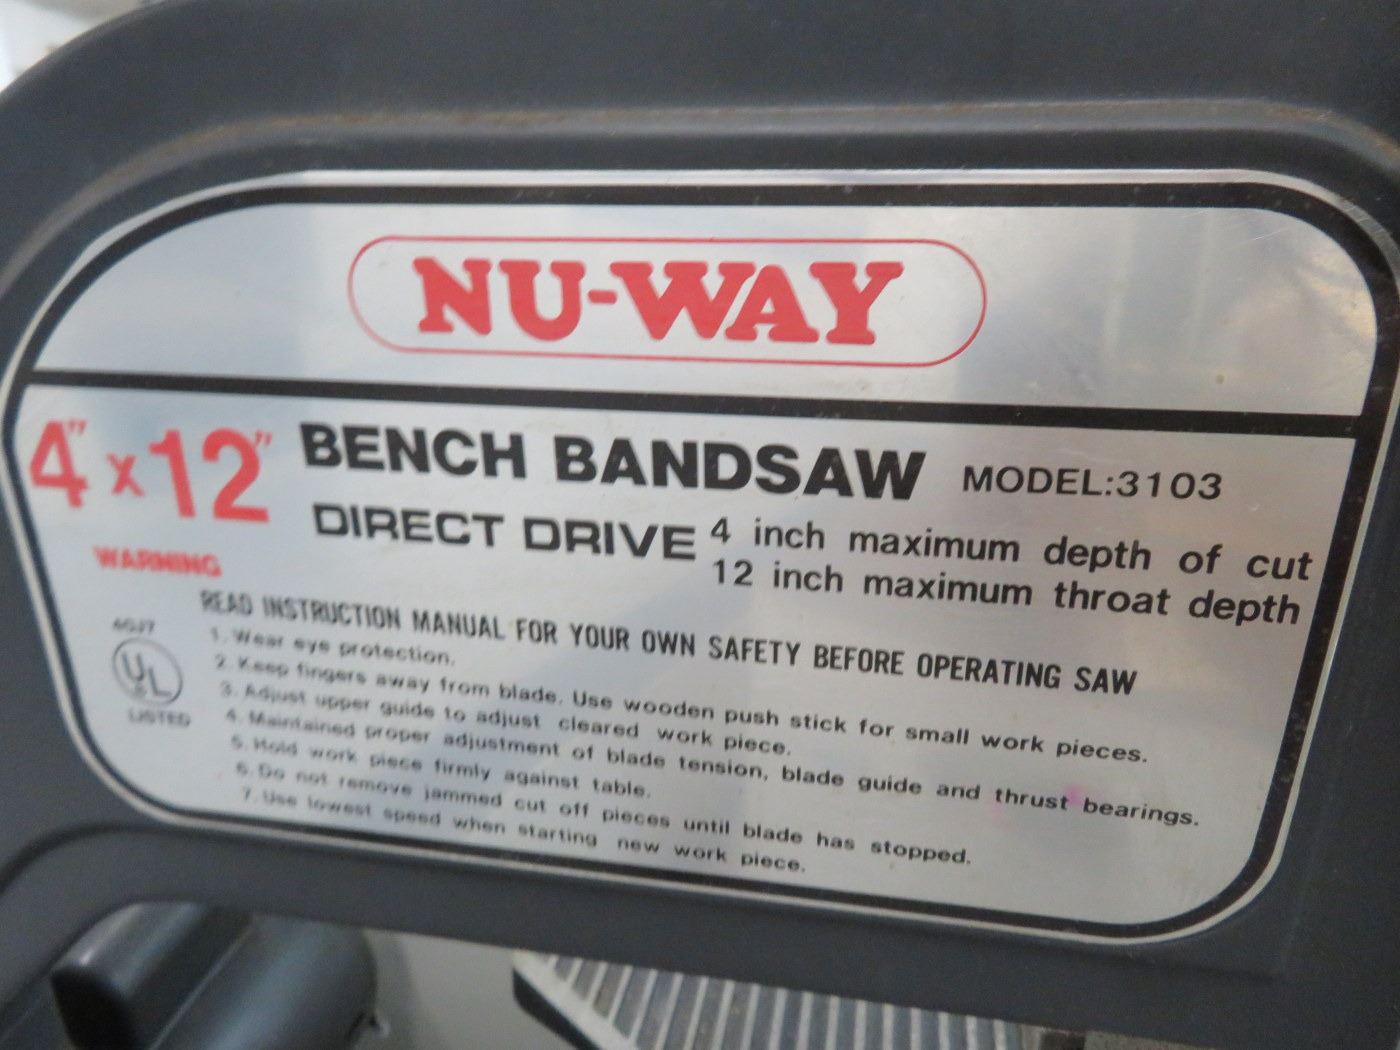 NU-WAY
4" x 12" BENCH BANDSAW MODEL:3103
DIRECT DRIVE
4 inch maximum depth of cut
12 inch maximum throat depth
WARNING
READ INSTRUCTION MANUAL FOR YOUR OWN SAFETY BEFORE OPERATING SAW
1. Wear eye protection.
2. Keep fingers away from blade. Use wooden push stick for small work pieces.
3. Adjust upper guide to adjust cleared work piece.
4. Maintained proper adjustment of blade tension, blade guide and thrust bearings.
5. Hold work piece firmly against table.
6. Do not remove jammed cut off pieces until blade has stopped.
7. Use lowest speed when starting new work piece.
UL
LISTED